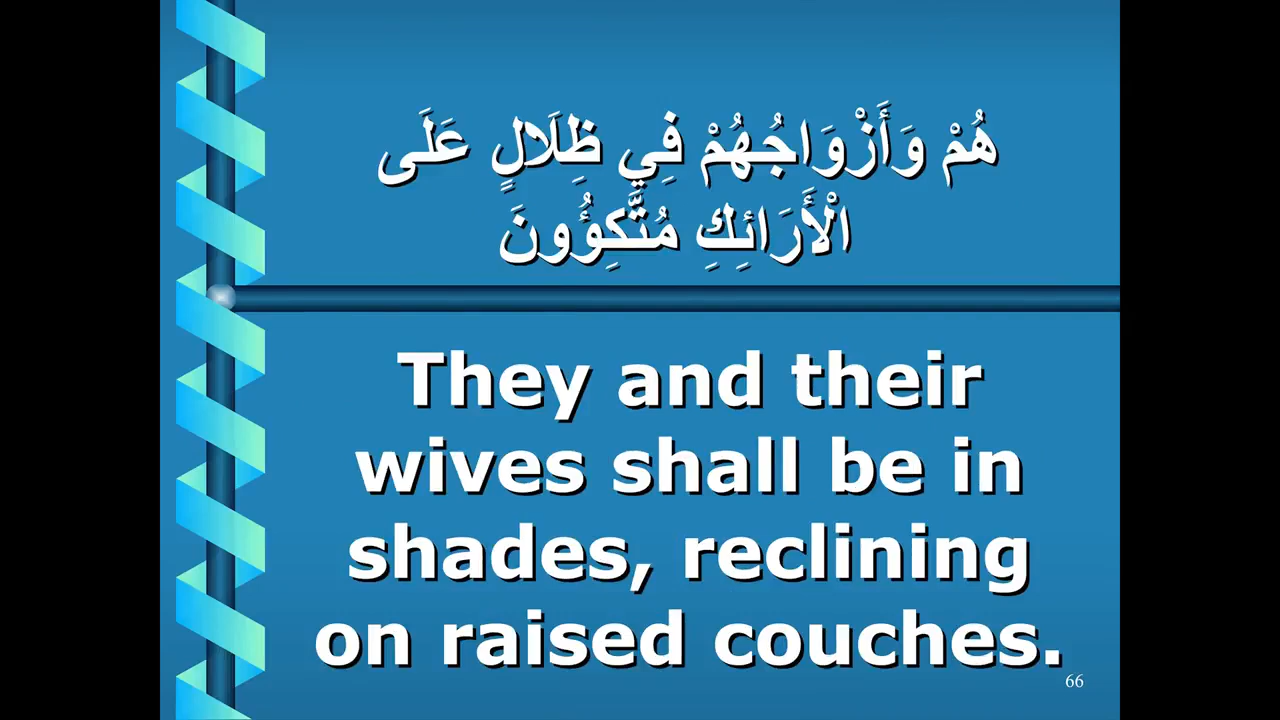 هُمْ وَأَزْوَاجُهُمْ فِي ظِلَالٍ عَلَى
الْأَرَائِكِ مُتَّكِؤُونَ
They and their
wives shall be in
shades, reclining
on raised couches.
66